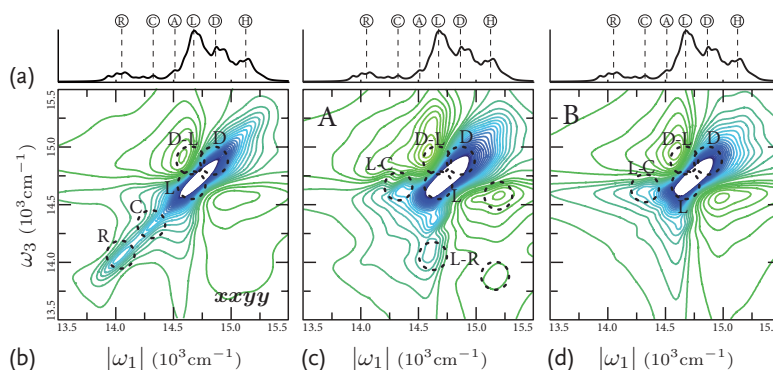 R C A L D H R C A L D H R C A L D H
(a)
15.5 15.0 14.5 14.0 13.5
ω₃ (10³cm⁻¹)
D-L D L C R
xxyy
A D-L D L-C L L-R
B D-L D L-C L
13.5 14.0 14.5 15.0 15.5 13.5 14.0 14.5 15.0 15.5 13.5 14.0 14.5 15.0 15.5
(b) |ω₁| (10³cm⁻¹) (c) |ω₁| (10³cm⁻¹) (d) |ω₁| (10³cm⁻¹)